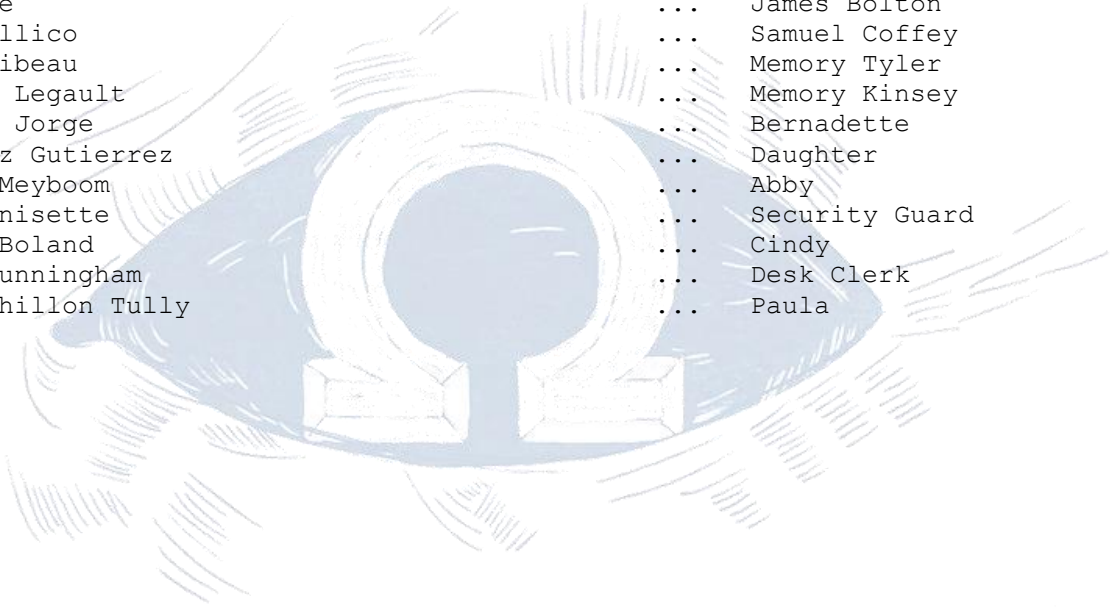 e ... James Bolton
llico ... Samuel Coffey
ibeau ... Memory Tyler
Legault ... Memory Kinsey
Jorge ... Bernadette
z Gutierrez ... Daughter
Meyboom ... Abby
nisette ... Security Guard
Boland ... Cindy
unningham ... Desk Clerk
hillon Tully ... Paula
Ω